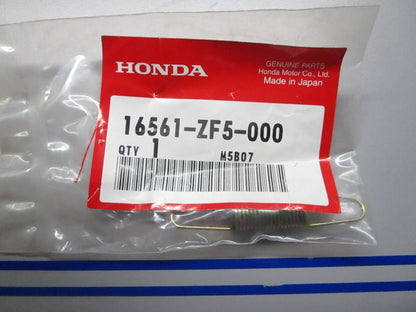 HONDA
GENUINE PARTS
Honda Motor Co., Ltd.
Made in Japan
16561-ZF5-000
QTY 1 M5B07